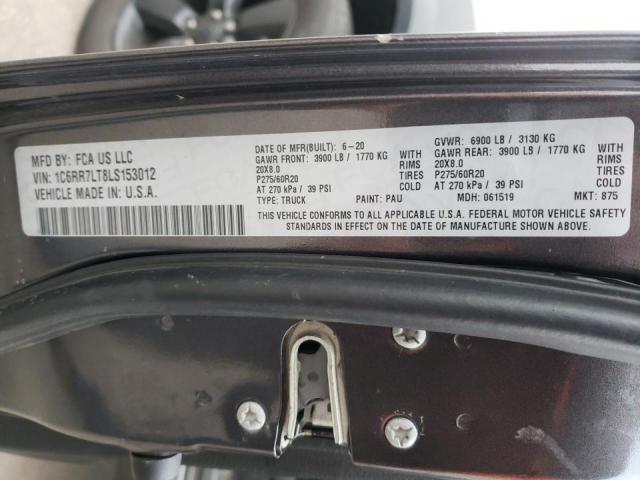 MFD BY: FCA US LLC
VIN: 1C6RR7LT8LS153012
VEHICLE MADE IN U.S.A.
DATE OF MFR(BUILT): 6-20 GVWR: 6900 LB / 3130 KG
GAWR FRONT: 3900 LB / 1770 KG WITH GAWR REAR: 3900 LB / 1770 KG WITH
20X8.0 RIMS 20X8.0 RIMS
P275/60R20 TIRES P275/60R20 TIRES
AT 270 kPa / 39 PSI COLD AT 270 kPa / 39 PSI COLD
TYPE: TRUCK PAINT: PAU MDH: 061519 MKT: 875
THIS VEHICLE CONFORMS TO ALL APPLICABLE U.S.A. FEDERAL MOTOR VEHICLE SAFETY
STANDARDS IN EFFECT ON THE DATE OF MANUFACTURE SHOWN ABOVE.